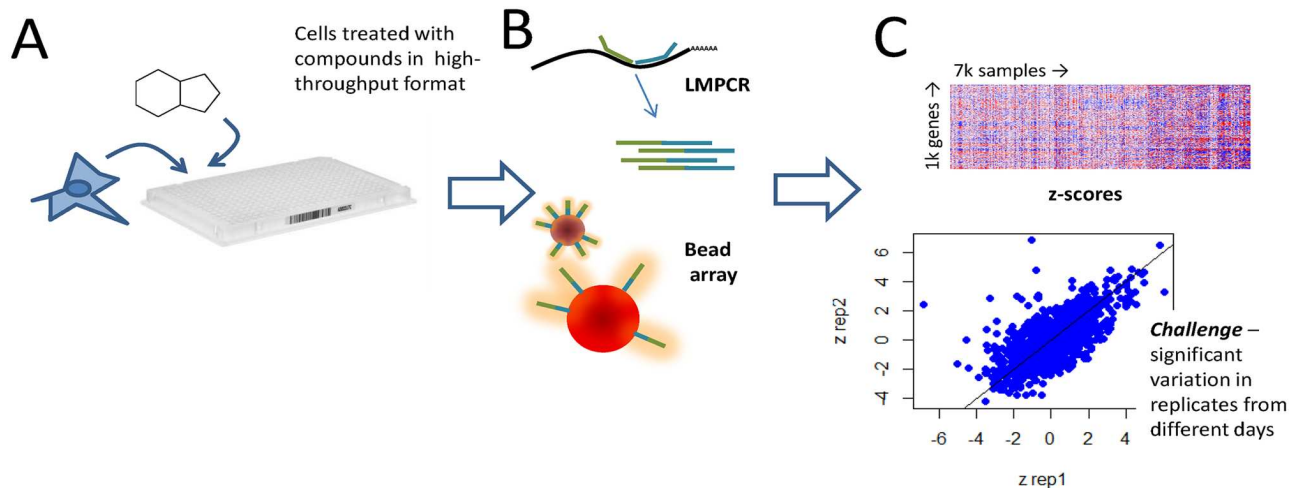 A
Cells treated with
compounds in high-
throughput format
B
AAAAAA
LMPCR
Bead
array
C
7k samples →
1k genes →
z-scores
z rep2
6
4
2
0
-2
-4
-6 -2 0 2 4
z rep1
Challenge –
significant
variation in
replicates from
different days